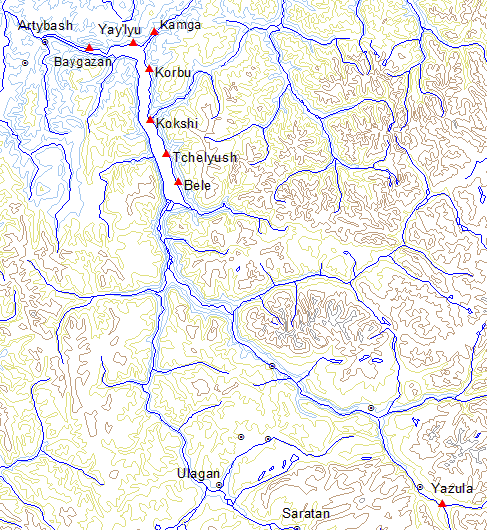 Artybash
Yaylyu
Kamga
Baygazan
Korbu
Kokshi
Tchelyush
Bele
Ulagan
Yazula
Saratan